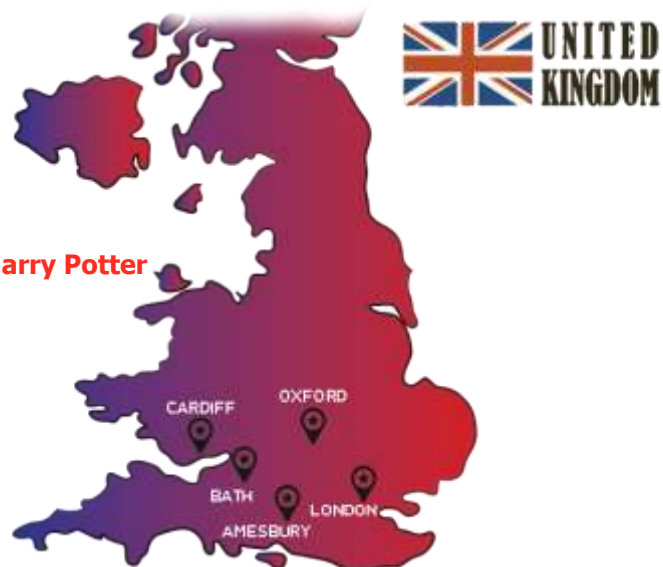 UNITED
KINGDOM
arry Potter
OXFORD
CARDIFF
BATH
LONDON
AMESBURY